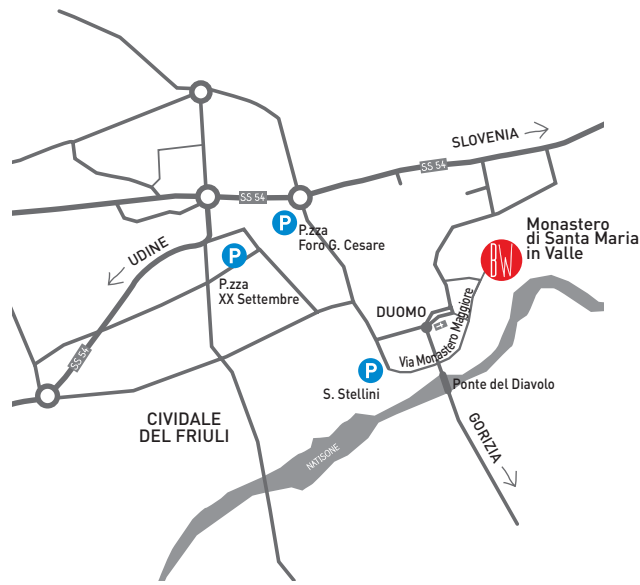 SLOVENIA
SS 54
SS 54
Monastero
di Santa Maria
in Valle
BW
P
P.zza
Foro G. Cesare
UDINE
P
P.zza
XX Settembre
DUOMO
Via Monastero Maggiore
SS 54
P
S. Stellini
Ponte del Diavolo
CIVIDALE
DEL FRIULI
GORIZIA
NATISONE